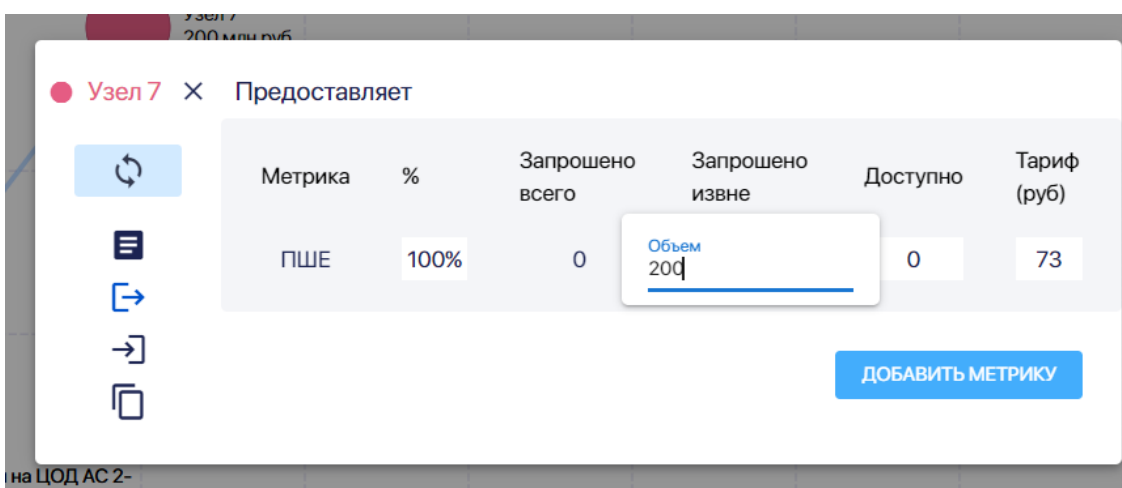 Узел 7
200 млн руб
Узел 7
Предоставляет
Метрика
%
Запрошено
всего
Запрошено
извне
Доступно
Тариф
(руб)
ПШЕ
100%
0
Объем
200
0
73
ДОБАВИТЬ МЕТРИКУ
на ЦОД АС 2-